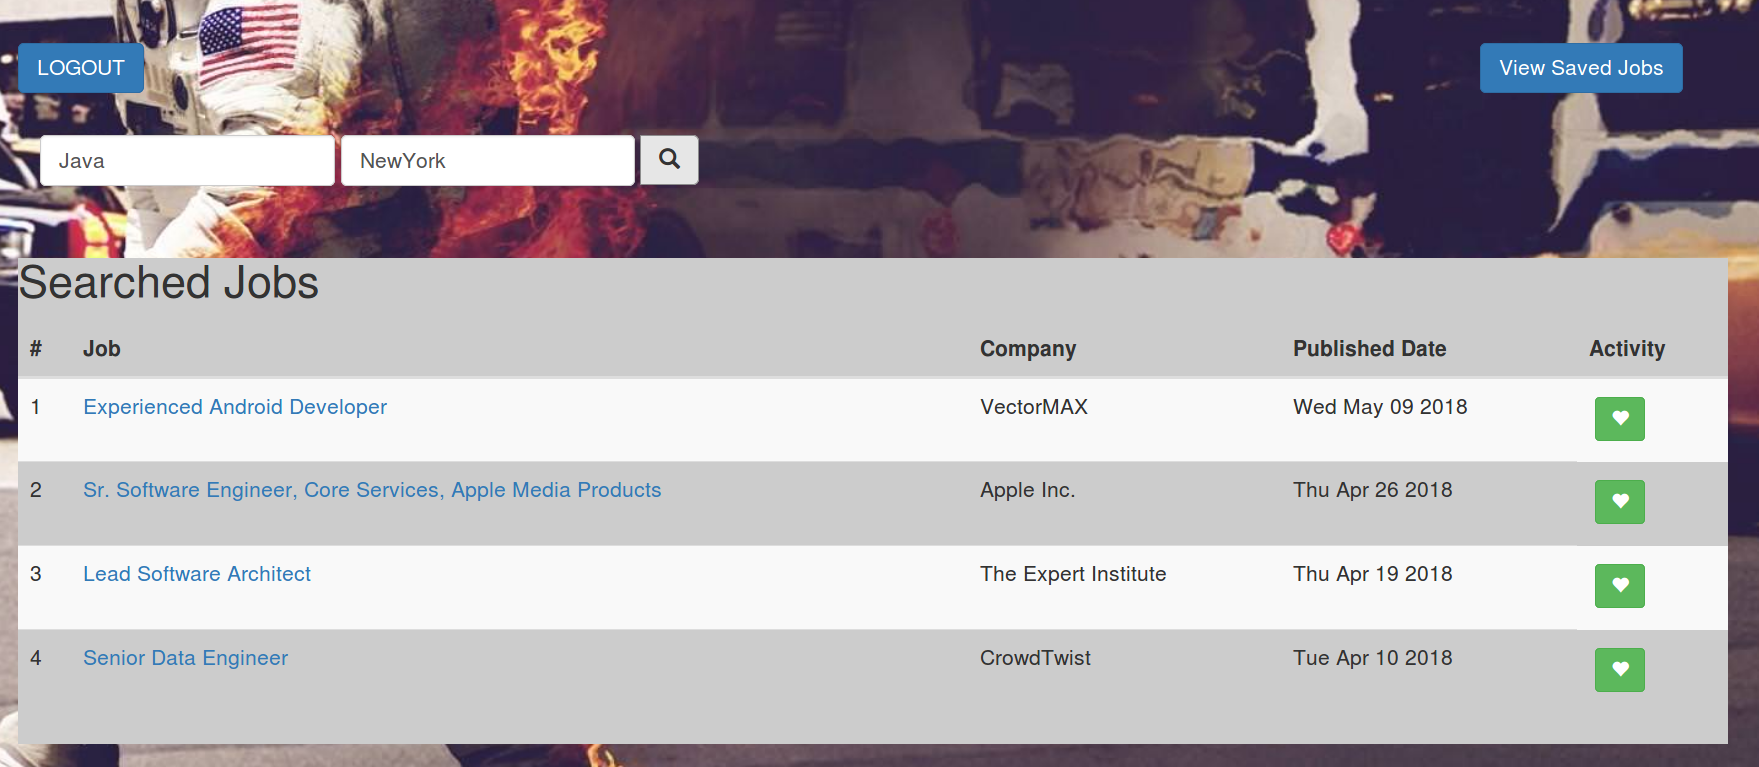 LOGOUT View Saved Jobs
Java NewYork
Searched Jobs
# Job Company Published Date Activity
1 Experienced Android Developer VectorMAX Wed May 09 2018
2 Sr. Software Engineer, Core Services, Apple Media Products Apple Inc. Thu Apr 26 2018
3 Lead Software Architect The Expert Institute Thu Apr 19 2018
4 Senior Data Engineer CrowdTwist Tue Apr 10 2018